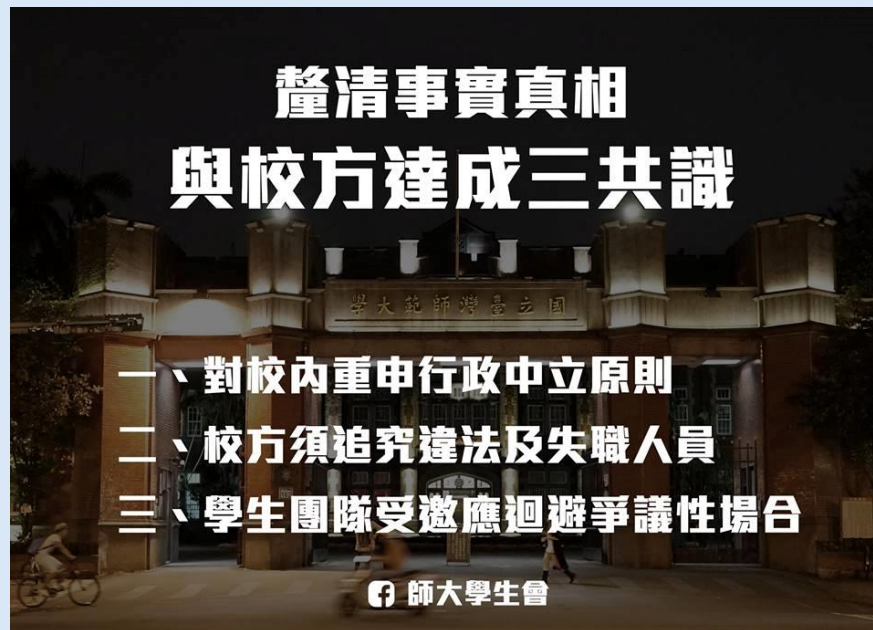 釐清事實真相
與校方達成三共識
學大範師灣臺立國
一、對校內重申行政中立原則
二、校方須追究違法及失職人員
三、學生團隊受邀應迴避爭議性場合
師大學生會